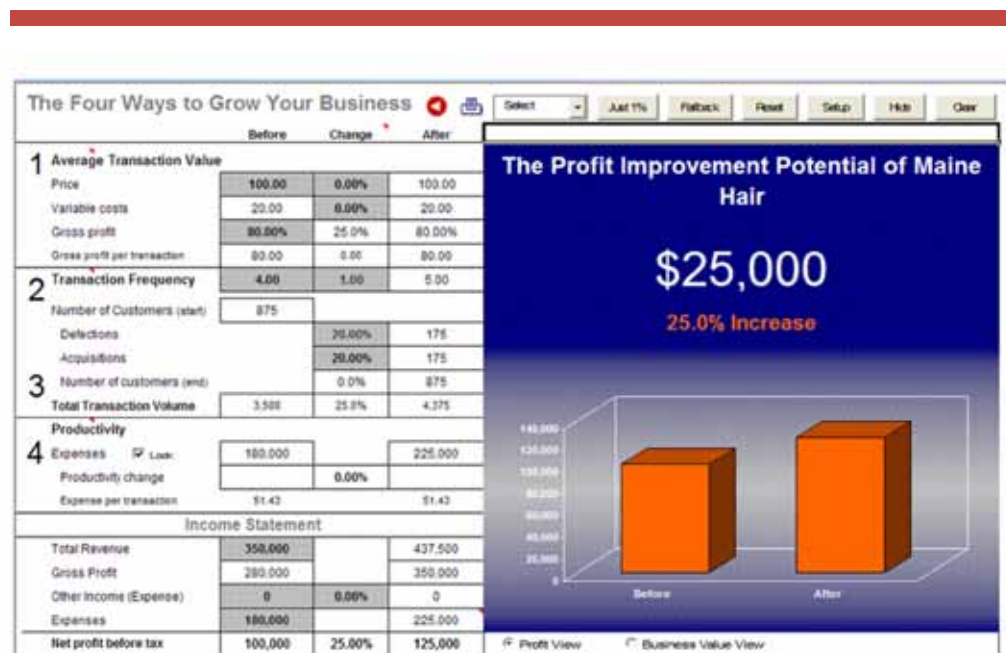 The Four Ways to Grow Your Business
Select Just 1% Fallback Reset Setup Hide Clear
Before Change After
1 Average Transaction Value
Price 100.00 0.00% 100.00
Variable costs 20.00 0.00% 20.00
Gross profit 80.00% 25.0% 80.00%
Gross profit per transaction 80.00 0.00 80.00
2 Transaction Frequency 4.00 1.00 5.00
Number of Customers (start) 875
Defections 20.00% 175
Acquisitions 20.00% 175
3 Number of customers (end) 0.0% 875
Total Transaction Volume 3,500 25.0% 4,375
Productivity
4 Expenses Lock 180,000 225,000
Productivity change 0.00%
Expense per transaction 51.43 51.43
Income Statement
Total Revenue 350,000 437,500
Gross Profit 280,000 350,000
Other Income (Expense) 0 0.00% 0
Expenses 180,000 225,000
Net profit before tax 100,000 25.00% 125,000
The Profit Improvement Potential of Maine
Hair
$25,000
25.0% Increase
140,000
120,000
100,000
80,000
60,000
40,000
20,000
0
Before After
Profit View Business Value View